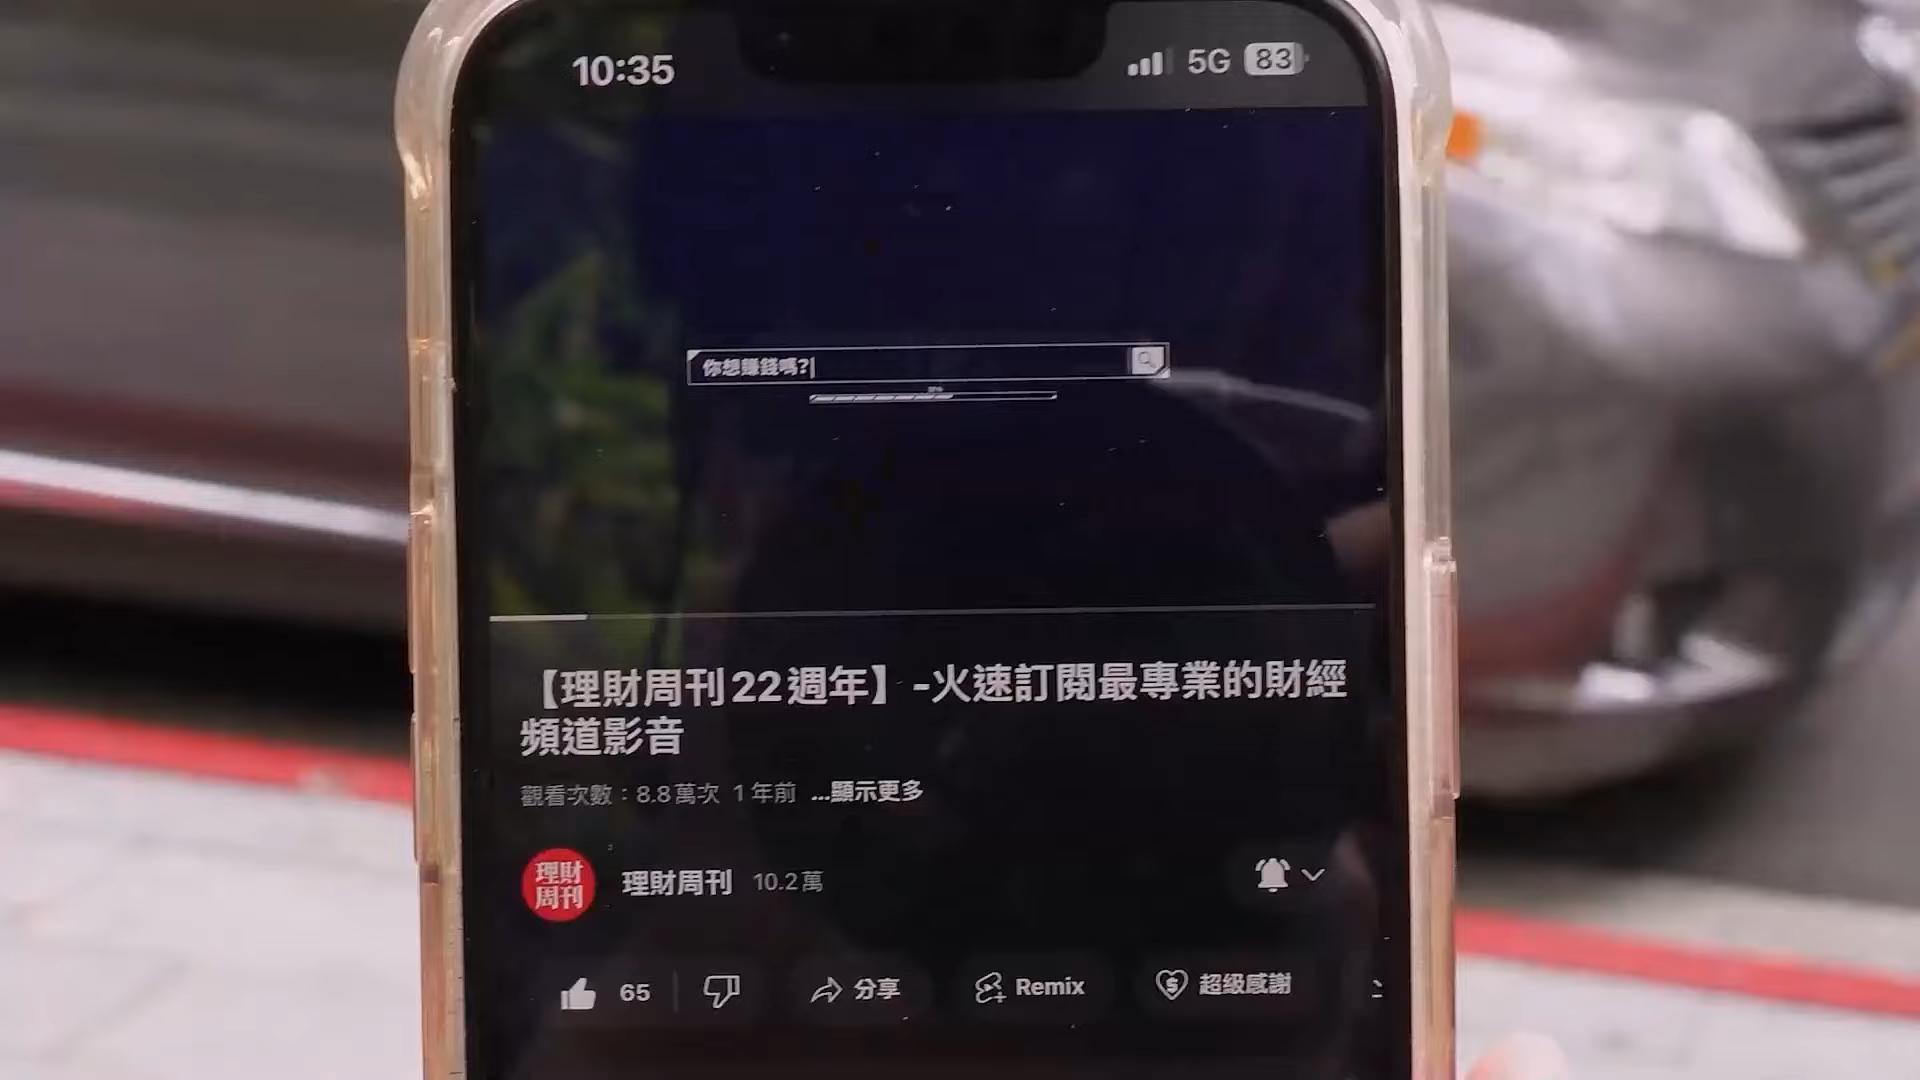 10:35
5G 83
你想賺錢嗎?
【理財周刊22週年】-火速訂閱最專業的財經
頻道影音
觀看次數：8.8萬次 1年前 ...顯示更多
理財
周刊
理財周刊 10.2萬
65 分享 Remix 超級感謝